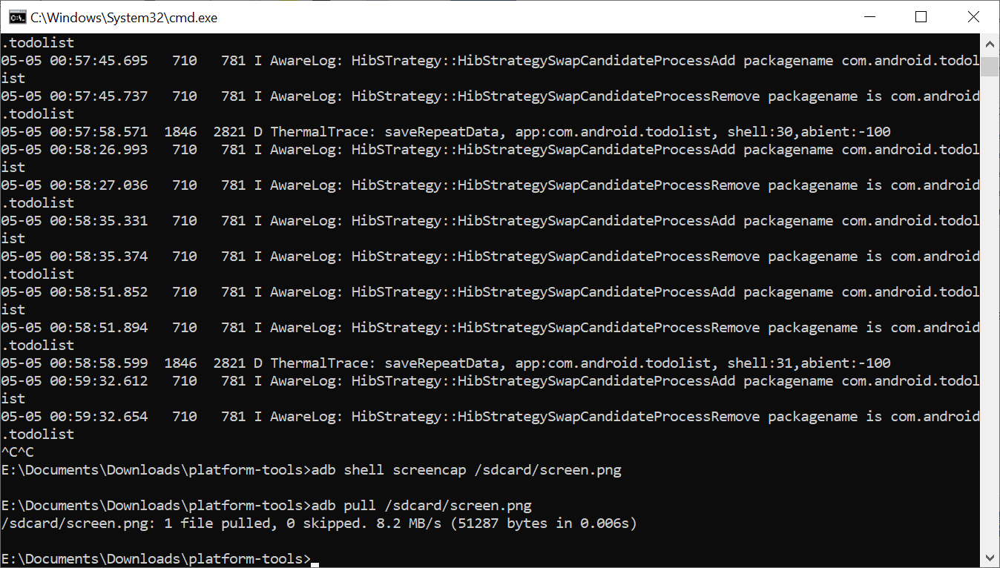 C:\Windows\System32\cmd.exe
.todolist
05-05 00:57:45.695   710   781 I AwareLog: HibSTrategy::HibStrategySwapCandidateProcessAdd packagename com.android.todol
ist
05-05 00:57:45.737   710   781 I AwareLog: HibSTrategy::HibStrategySwapCandidateProcessRemove packagename is com.android
.todolist
05-05 00:57:58.571  1846  2821 D ThermalTrace: saveRepeatData, app:com.android.todolist, shell:30,abient:-100
05-05 00:58:26.993   710   781 I AwareLog: HibSTrategy::HibStrategySwapCandidateProcessAdd packagename com.android.todol
ist
05-05 00:58:27.036   710   781 I AwareLog: HibSTrategy::HibStrategySwapCandidateProcessRemove packagename is com.android
.todolist
05-05 00:58:35.331   710   781 I AwareLog: HibSTrategy::HibStrategySwapCandidateProcessAdd packagename com.android.todol
ist
05-05 00:58:35.374   710   781 I AwareLog: HibSTrategy::HibStrategySwapCandidateProcessRemove packagename is com.android
.todolist
05-05 00:58:51.852   710   781 I AwareLog: HibSTrategy::HibStrategySwapCandidateProcessAdd packagename com.android.todol
ist
05-05 00:58:51.894   710   781 I AwareLog: HibSTrategy::HibStrategySwapCandidateProcessRemove packagename is com.android
.todolist
05-05 00:58:58.599  1846  2821 D ThermalTrace: saveRepeatData, app:com.android.todolist, shell:31,abient:-100
05-05 00:59:32.612   710   781 I AwareLog: HibSTrategy::HibStrategySwapCandidateProcessAdd packagename com.android.todol
ist
05-05 00:59:32.654   710   781 I AwareLog: HibSTrategy::HibStrategySwapCandidateProcessRemove packagename is com.android
.todolist
^C^C
E:\Documents\Downloads\platform-tools>adb shell screencap /sdcard/screen.png
E:\Documents\Downloads\platform-tools>adb pull /sdcard/screen.png
/sdcard/screen.png: 1 file pulled, 0 skipped. 8.2 MB/s (51287 bytes in 0.006s)
E:\Documents\Downloads\platform-tools>